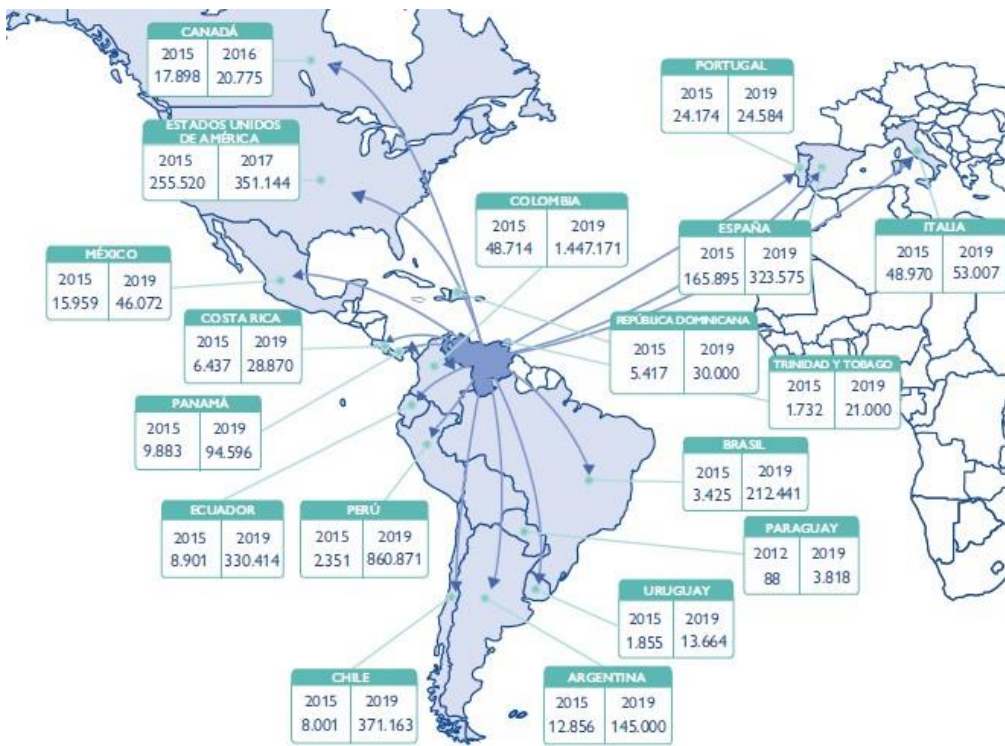 CANADÁ
2015 2016
17.898 20.775
ESTADOS UNIDOS
DE AMÉRICA
2015 2017
255.520 351.144
MÉXICO
2015 2019
15.959 46.072
COSTA RICA
2015 2019
6.437 28.870
PANAMÁ
2015 2019
9.883 94.596
ECUADOR
2015 2019
8.901 330.414
PERÚ
2015 2019
2.351 860.871
CHILE
2015 2019
8.001 371.163
COLOMBIA
2015 2019
48.714 1.447.171
PORTUGAL
2015 2019
24.174 24.584
ESPAÑA
2015 2019
165.895 323.575
ITALIA
2015 2019
48.970 53.007
REPÚBLICA DOMINICANA
2015 2019
5.417 30.000
TRINIDAD Y TOBAGO
2015 2019
1.732 21.000
BRASIL
2015 2019
3.425 212.441
PARAGUAY
2012 2019
88 3.818
URUGUAY
2015 2019
1.855 13.664
ARGENTINA
2015 2019
12.856 145.000